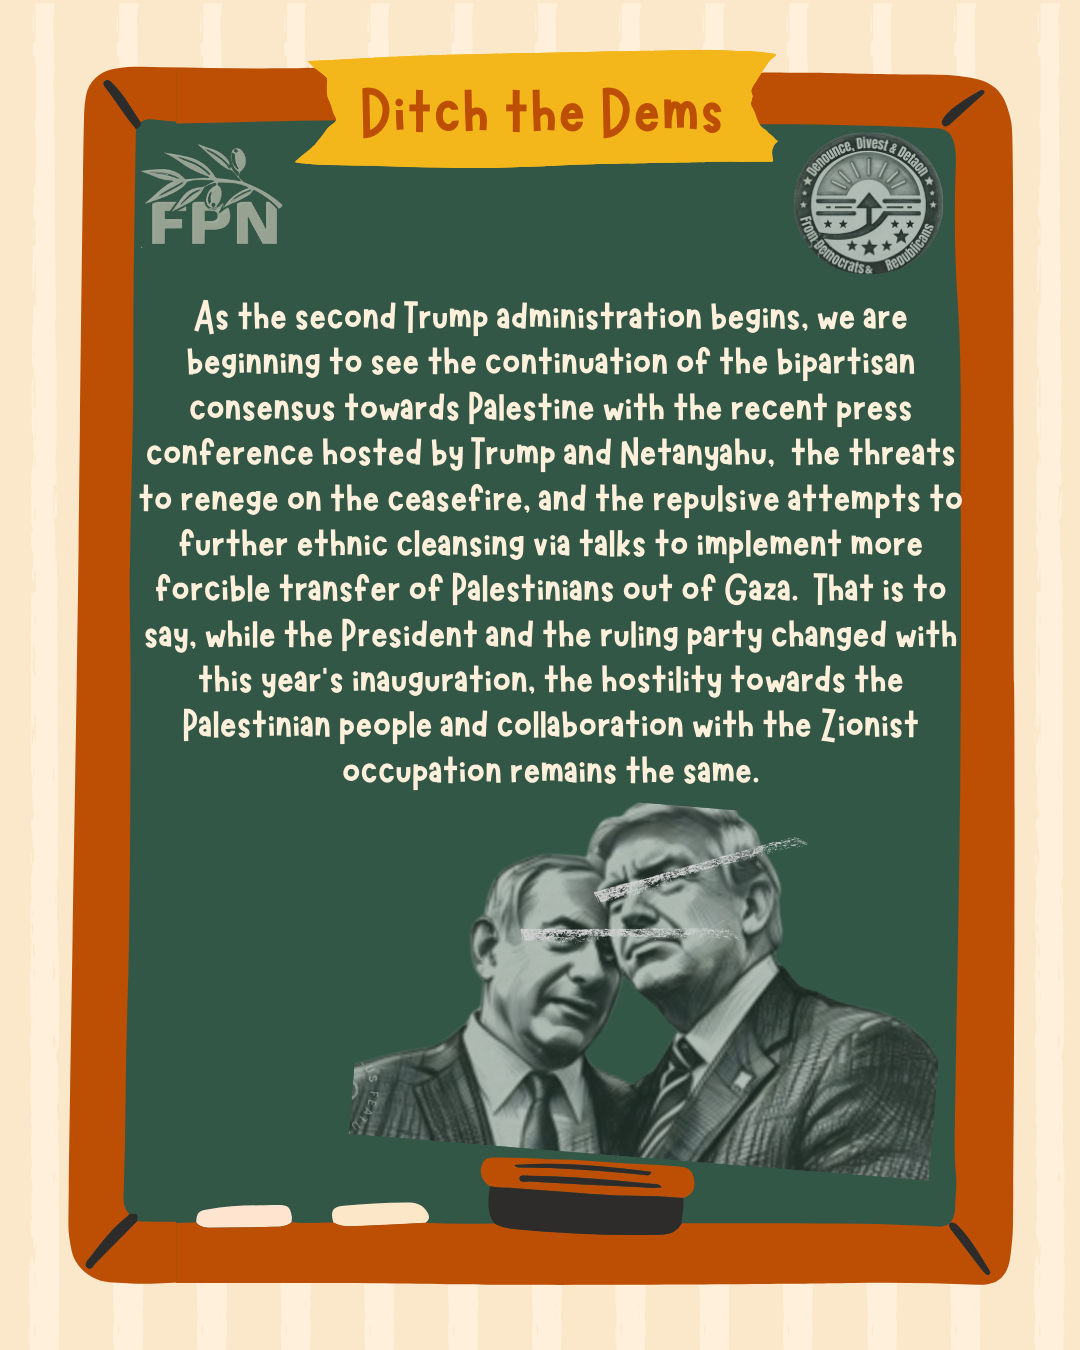 Ditch the Dems
FPN
Denounce, Divest & Detach
From Democrats & Republicans
As the second Trump administration begins, we are
beginning to see the continuation of the bipartisan
consensus towards Palestine with the recent press
conference hosted by Trump and Netanyahu,  the threats
to renege on the ceasefire, and the repulsive attempts to
further ethnic cleansing via talks to implement more
forcible transfer of Palestinians out of Gaza.  That is to
say, while the President and the ruling party changed with
this year's inauguration, the hostility towards the
Palestinian people and collaboration with the Zionist
occupation remains the same.